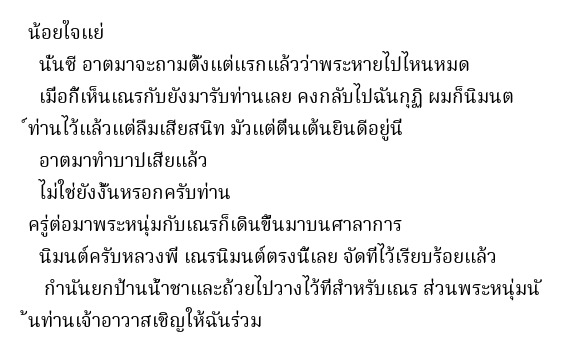 น้อยใจแย่
นั่นซี อาตมาจะถามตั้งแต่แรกแล้วว่าพระหายไปไหนหมด
เมื่อกี้เห็นเณรกับยังมารับท่านเลย คงกลับไปฉันกุฏิ ผมก็นิมนต
์ท่านไว้แล้วแต่ลืมเสียสนิท มัวแต่ตื่นเต้นยินดีอยู่นี่
อาตมาทำบาปเสียแล้ว
ไม่ใช่ยังงั้นหรอกครับท่าน
ครู่ต่อมาพระหนุ่มกับเณรก็เดินขึ้นมาบนศาลาการ
นิมนต์ครับหลวงพี่ เณรนิมนต์ตรงนี้เลย จัดที่ไว้เรียบร้อยแล้ว
กำนันยกป้านน้ำชาและถ้วยไปวางไว้ที่สำหรับเณร ส่วนพระหนุ่มนั
้นท่านเจ้าอาวาสเชิญให้ฉันร่วม